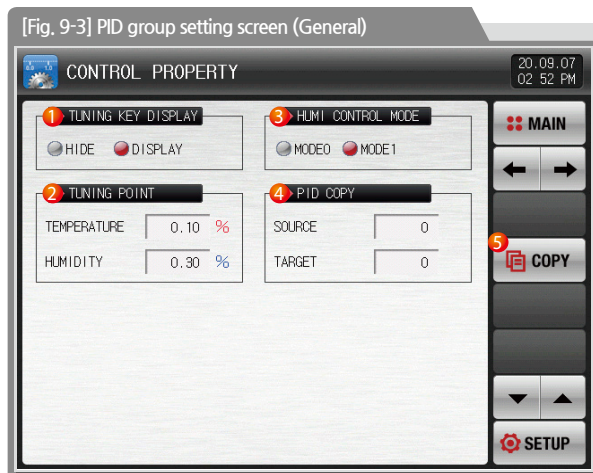 [Fig. 9-3] PID group setting screen (General)
CONTROL PROPERTY
20.09.07
02 52 PM
1 TUNING KEY DISPLAY
HIDE DISPLAY
3 HUMI CONTROL MODE
MODE0 MODE1
2 TUNING POINT
TEMPERATURE 0.10 %
HUMIDITY 0.30 %
4 PID COPY
SOURCE 0
TARGET 0
MAIN
5
COPY
SETUP